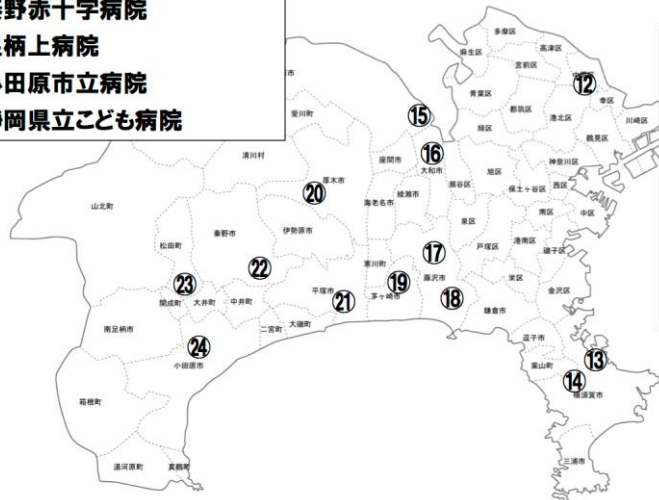 野赤十字病院
柄上病院
田原市立病院
岡県立こども病院
多摩区
麻生区
高津区
宮前区
⑫
青葉区
都筑区
港北区
幸区
川崎区
鶴見区
緑区
愛川町
⑮
清川村
座間市
⑯
大和市
瀬谷区
旭区
神奈川区
保土ヶ谷区
西区
厚木市
⑳
海老名市
綾瀬市
山北町
秦野市
伊勢原市
泉区
戸塚区
南区
中区
港南区
磯子区
松田町
㉒
寒川町
⑰
藤沢市
栄区
金沢区
㉓
開成町
大井町
中井町
平塚市
㉑
⑲
茅ヶ崎市
⑱
鎌倉市
南足柄市
二宮町
大磯町
逗子市
㉔
小田原市
葉山町
⑬
⑭
横須賀市
箱根町
三浦市
湯河原町
真鶴町